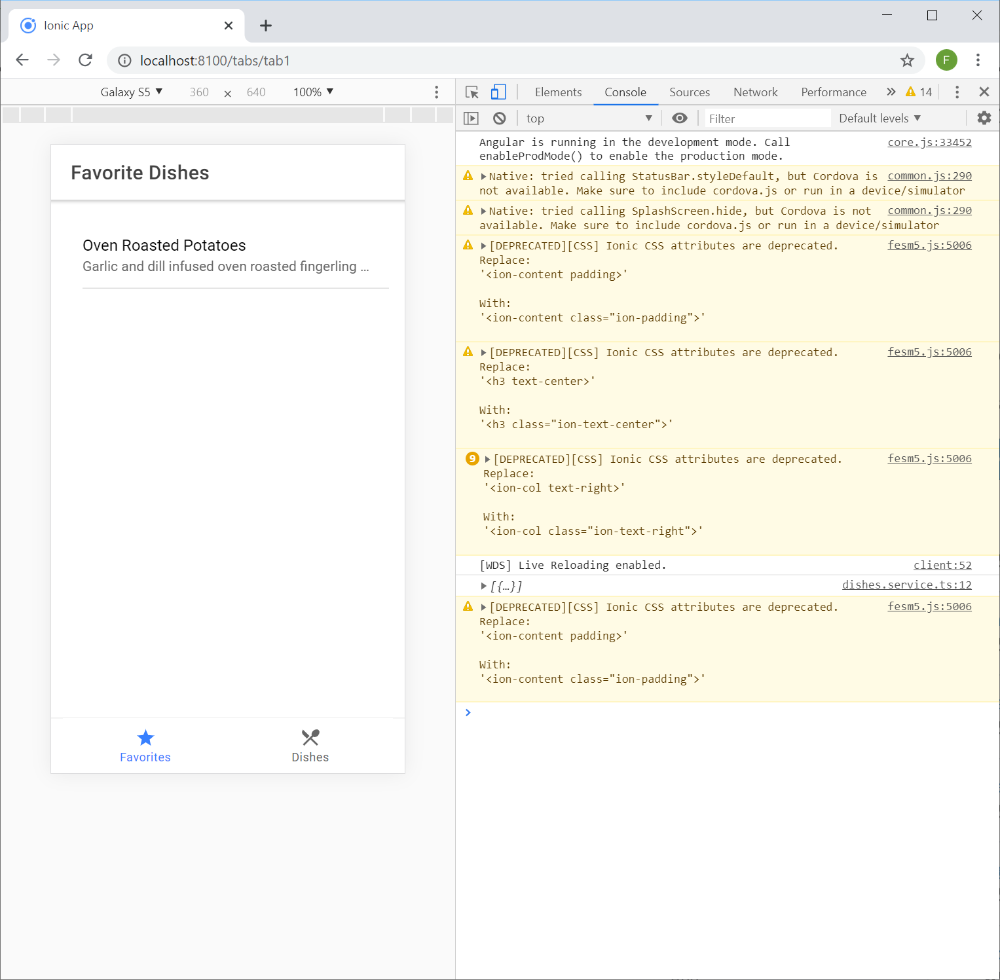 Ionic App
localhost:8100/tabs/tab1
F
Galaxy S5 ▼ 360 × 640 100% ▼
Elements Console Sources Network Performance » 14
top ▼ Filter Default levels ▼
Favorite Dishes
Oven Roasted Potatoes
Garlic and dill infused oven roasted fingerling ...
Favorites Dishes
Angular is running in the development mode. Call core.js:33452
enableProdMode() to enable the production mode.
Native: tried calling StatusBar.styleDefault, but Cordova is common.js:290
not available. Make sure to include cordova.js or run in a device/simulator
Native: tried calling SplashScreen.hide, but Cordova is not common.js:290
available. Make sure to include cordova.js or run in a device/simulator
[DEPRECATED][CSS] Ionic CSS attributes are deprecated. fesm5.js:5006
Replace:
'<ion-content padding>'
With:
'<ion-content class="ion-padding">'
[DEPRECATED][CSS] Ionic CSS attributes are deprecated. fesm5.js:5006
Replace:
'<h3 text-center>'
With:
'<h3 class="ion-text-center">'
9 [DEPRECATED][CSS] Ionic CSS attributes are deprecated. fesm5.js:5006
Replace:
'<ion-col text-right>'
With:
'<ion-col class="ion-text-right">'
[WDS] Live Reloading enabled. client:52
[{…}] dishes.service.ts:12
[DEPRECATED][CSS] Ionic CSS attributes are deprecated. fesm5.js:5006
Replace:
'<ion-content padding>'
With:
'<ion-content class="ion-padding">'